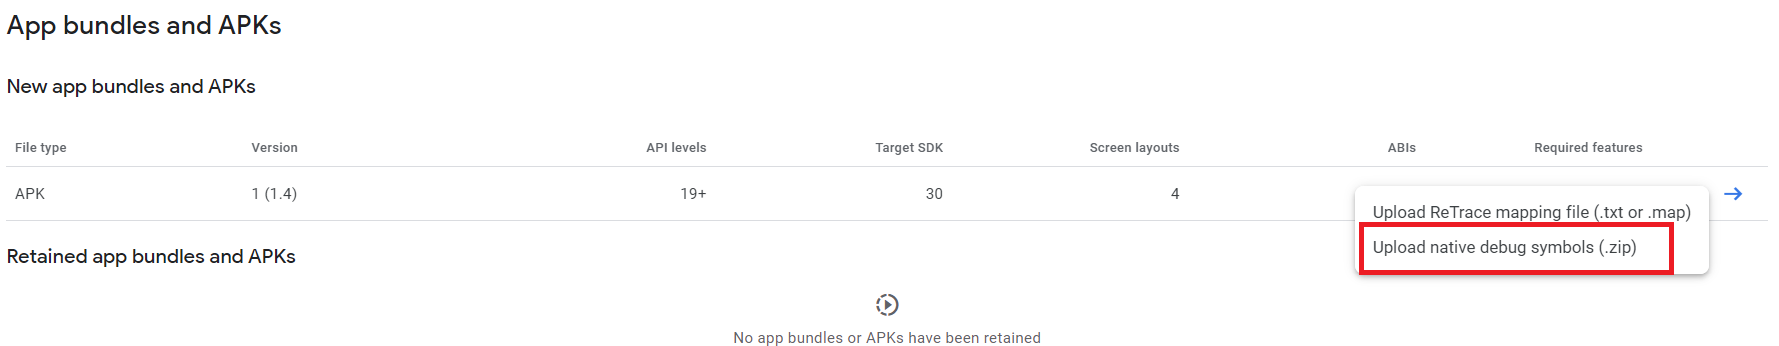 App bundles and APKs
New app bundles and APKs
File type Version API levels Target SDK Screen layouts ABIs Required features
APK 1 (1.4) 19+ 30 4
Upload ReTrace mapping file (.txt or .map)
Upload native debug symbols (.zip)
Retained app bundles and APKs
No app bundles or APKs have been retained